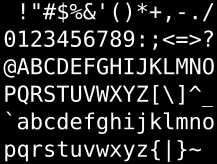 !"#$%&'()*+,-./
0123456789:;<=>?
@ABCDEFGHIJKLMNO
PQRSTUVWXYZ[\]^_
`abcdefghijklmno
pqrstuvwxyz{|}~